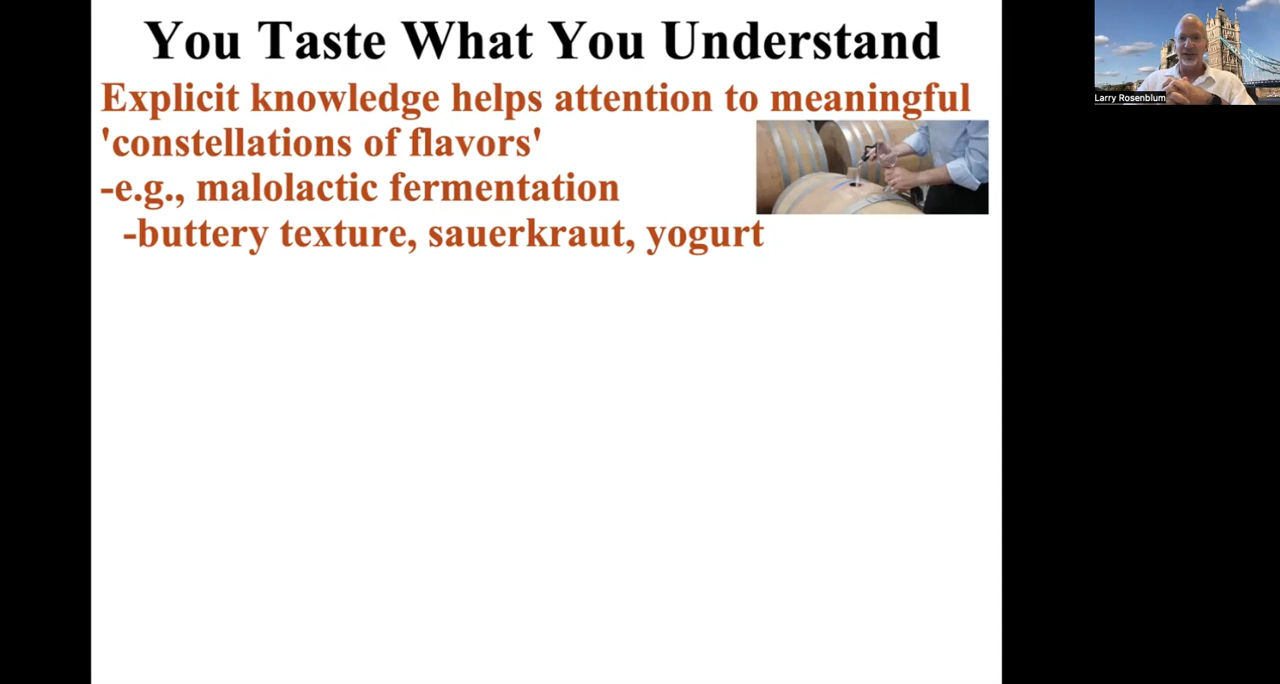 You Taste What You Understand
Explicit knowledge helps attention to meaningful
'constellations of flavors'
-e.g., malolactic fermentation
-buttery texture, sauerkraut, yogurt
Larry Rosenblum